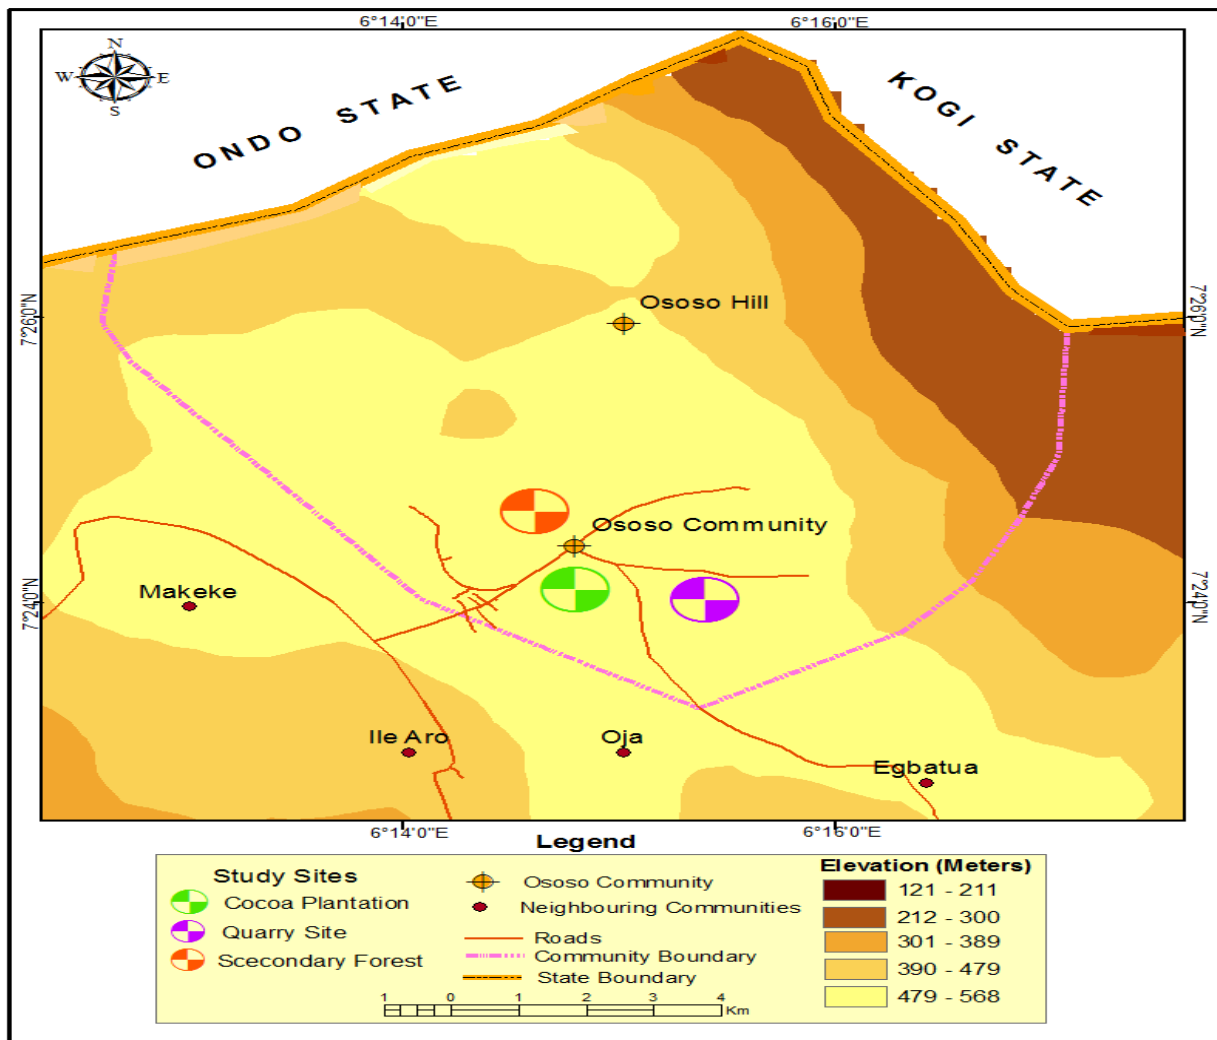 6°14'0"E
6°16'0"E
N
W
E
S
ONDO STATE
KOGI STATE
Ososo Hill
7°26'0"N
7°26'0"N
Ososo Community
Makeke
7°24'0"N
7°24'0"N
Ile Aro
Oja
Egbatua
6°14'0"E
6°16'0"E
Legend
Study Sites
Cocoa Plantation
Quarry Site
Scecondary Forest
Ososo Community
Neighbouring Communities
Roads
Community Boundary
State Boundary
1 0 1 2 3 4
Km
Elevation (Meters)
121 - 211
212 - 300
301 - 389
390 - 479
479 - 568